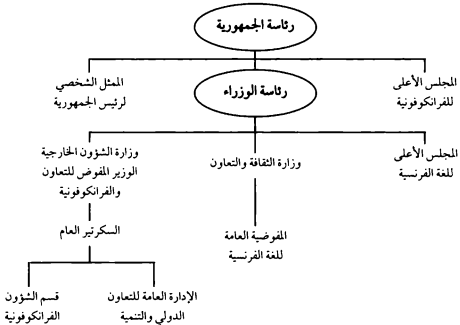 رئاسة الجمهورية
المجلس الأعلى
للفرانكوفونية
الممثل الشخصي
لرئيس الجمهورية
رئاسة الوزراء
المجلس الأعلى
للغة الفرنسية
وزارة الثقافة والتعاون
وزارة الشؤون الخارجية
الوزير المفوض للتعاون
والفرانكوفونية
المفوضية العامة
للغة الفرنسية
السكرتير العام
الإدارة العامة للتعاون
الدولي والتنمية
قسم الشؤون
الفرانكوفونية